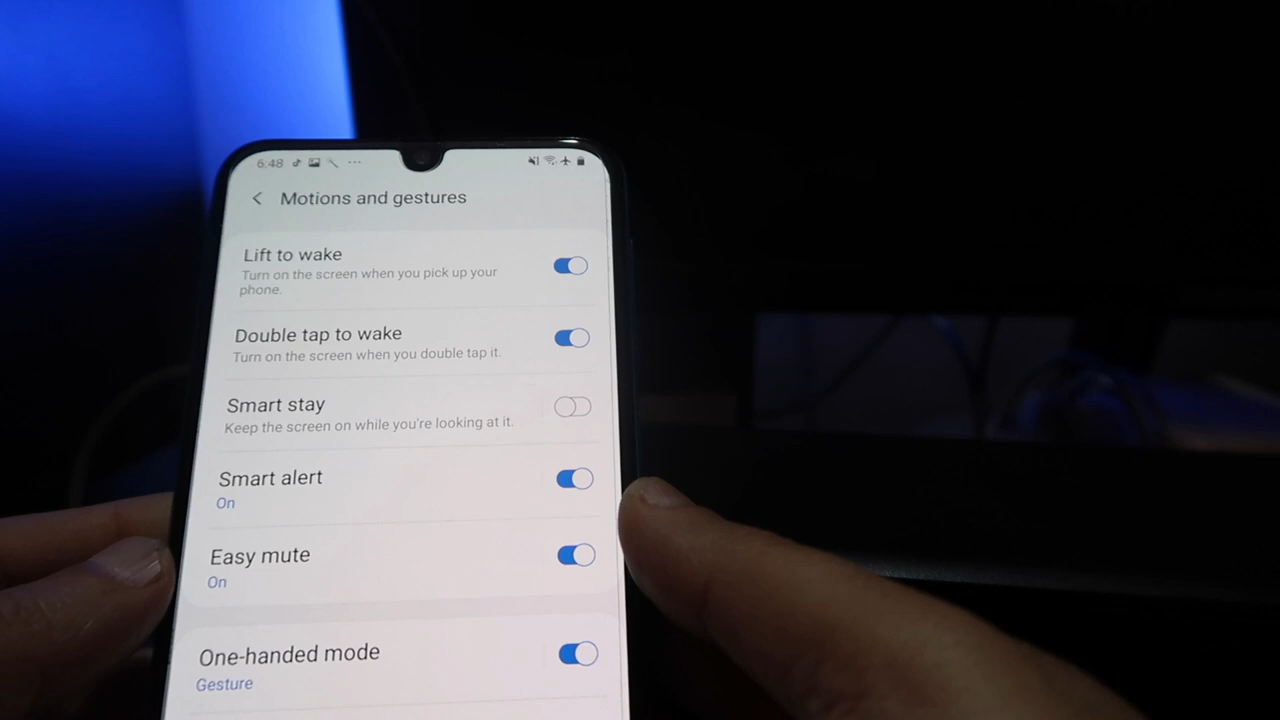 6:48
Motions and gestures
Lift to wake
Turn on the screen when you pick up your
phone.
Double tap to wake
Turn on the screen when you double tap it.
Smart stay
Keep the screen on while you're looking at it.
Smart alert
On
Easy mute
On
One-handed mode
Gesture